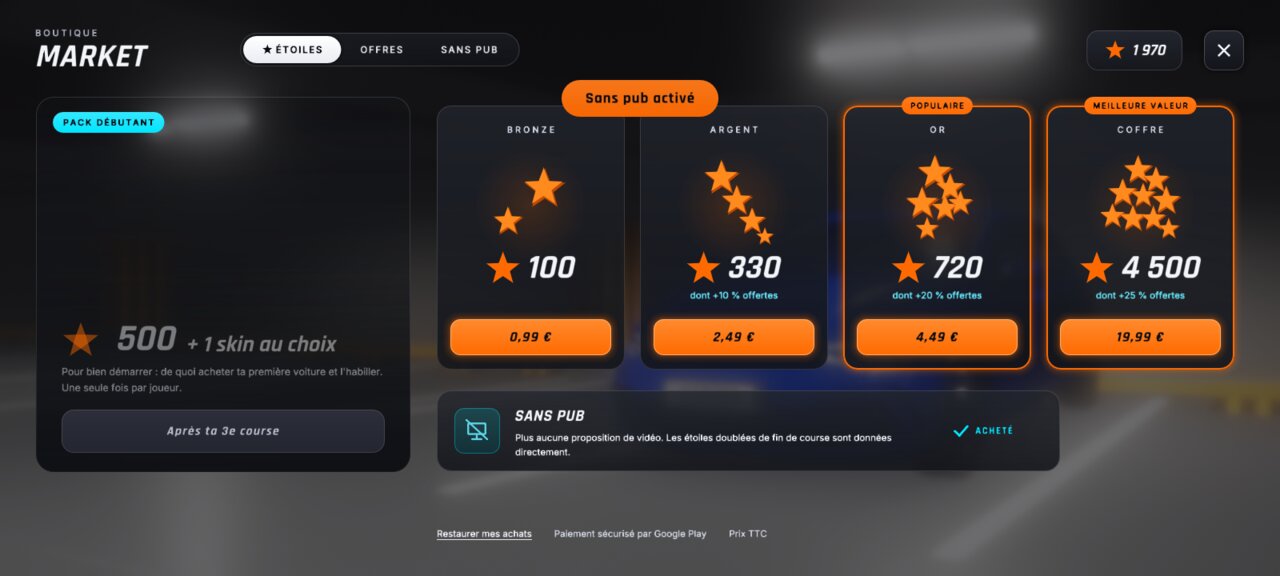 BOUTIQUE
MARKET
★ ÉTOILES
OFFRES
SANS PUB
1 970
PACK DÉBUTANT
500 + 1 skin au choix
Pour bien démarrer : de quoi acheter ta première voiture et l'habiller.
Une seule fois par joueur.
Après ta 3e course
Sans pub activé
BRONZE
100
0,99 €
ARGENT
330
dont +10 % offertes
2,49 €
POPULAIRE
OR
720
dont +20 % offertes
4,49 €
MEILLEURE VALEUR
COFFRE
4 500
dont +25 % offertes
19,99 €
SANS PUB
Plus aucune proposition de vidéo. Les étoiles doublées de fin de course sont données
directement.
ACHETÉ
Restaurer mes achats
Paiement sécurisé par Google Play
Prix TTC